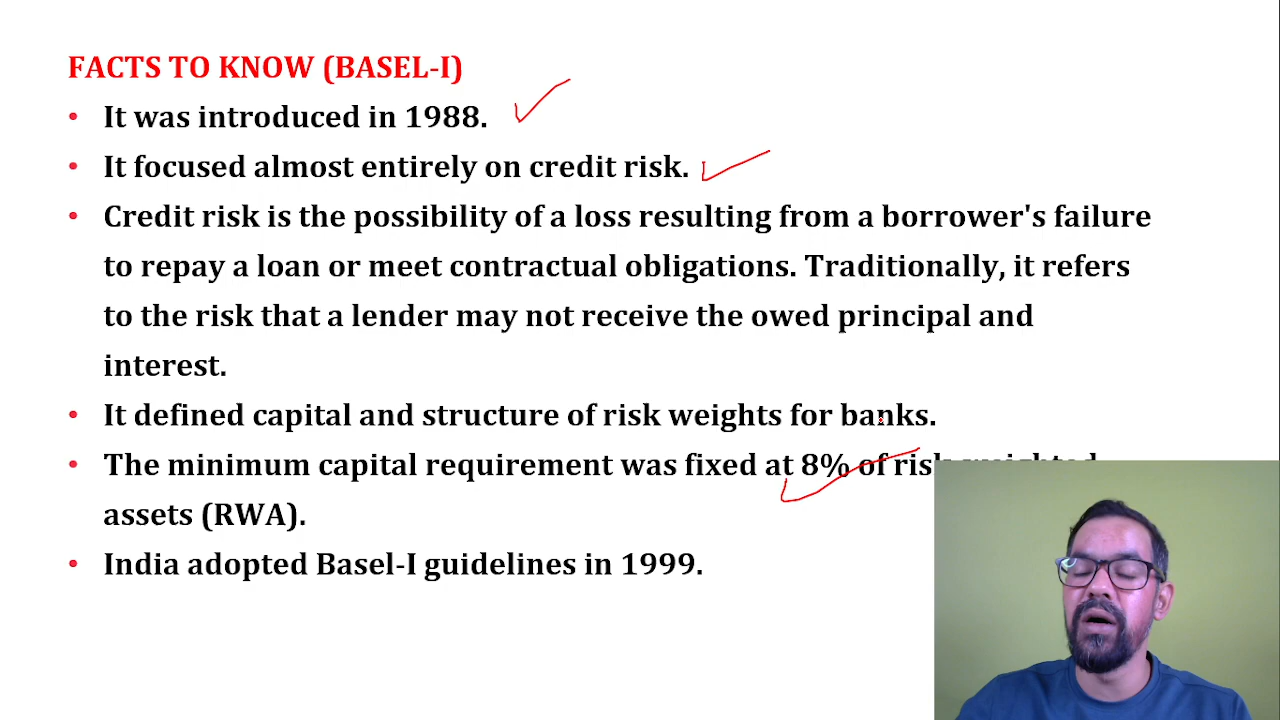 FACTS TO KNOW (BASEL-I)
• It was introduced in 1988.
• It focused almost entirely on credit risk.
• Credit risk is the possibility of a loss resulting from a borrower's failure
to repay a loan or meet contractual obligations. Traditionally, it refers
to the risk that a lender may not receive the owed principal and
interest.
• It defined capital and structure of risk weights for banks.
• The minimum capital requirement was fixed at 8% of risk weighted
assets (RWA).
• India adopted Basel-I guidelines in 1999.